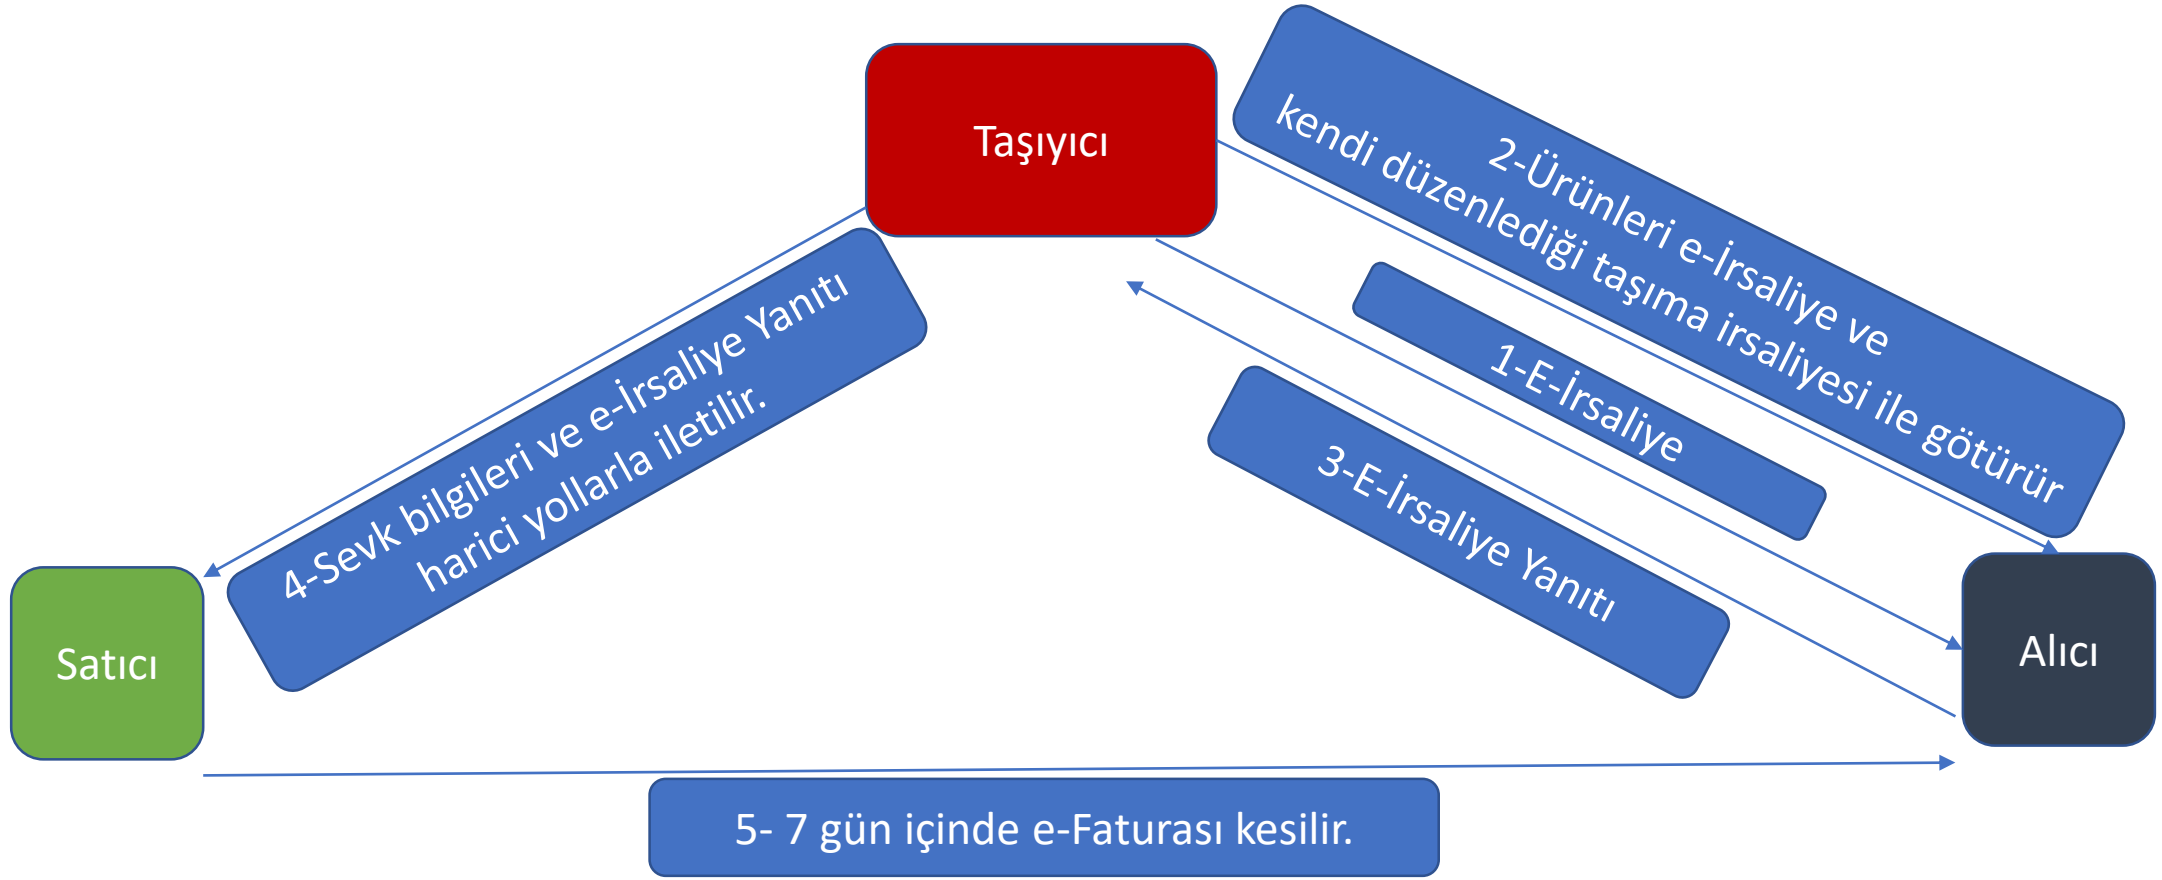 Taşıyıcı
2-Ürünleri e-İrsaliye ve
kendi düzenlediği taşıma irsaliyesi ile götürür
1-E-İrsaliye
3-E-İrsaliye Yanıtı
4-Sevk bilgileri ve e-İrsaliye Yanıtı
harici yollarla iletilir.
Satıcı
Alıcı
5- 7 gün içinde e-Faturası kesilir.